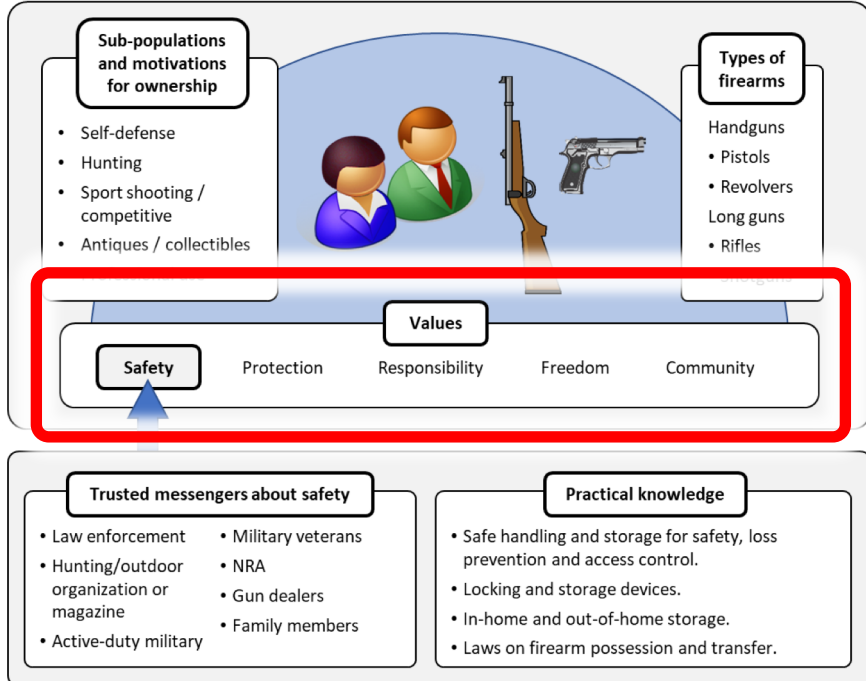 Sub-populations
and motivations
for ownership
• Self-defense
• Hunting
• Sport shooting /
competitive
• Antiques / collectibles
Types of
firearms
Handguns
• Pistols
• Revolvers
Long guns
• Rifles
Shotguns
Values
Safety
Protection
Responsibility
Freedom
Community
Trusted messengers about safety
• Law enforcement
• Hunting/outdoor
organization or
magazine
• Active-duty military
• Military veterans
• NRA
• Gun dealers
• Family members
Practical knowledge
• Safe handling and storage for safety, loss
prevention and access control.
• Locking and storage devices.
• In-home and out-of-home storage.
• Laws on firearm possession and transfer.